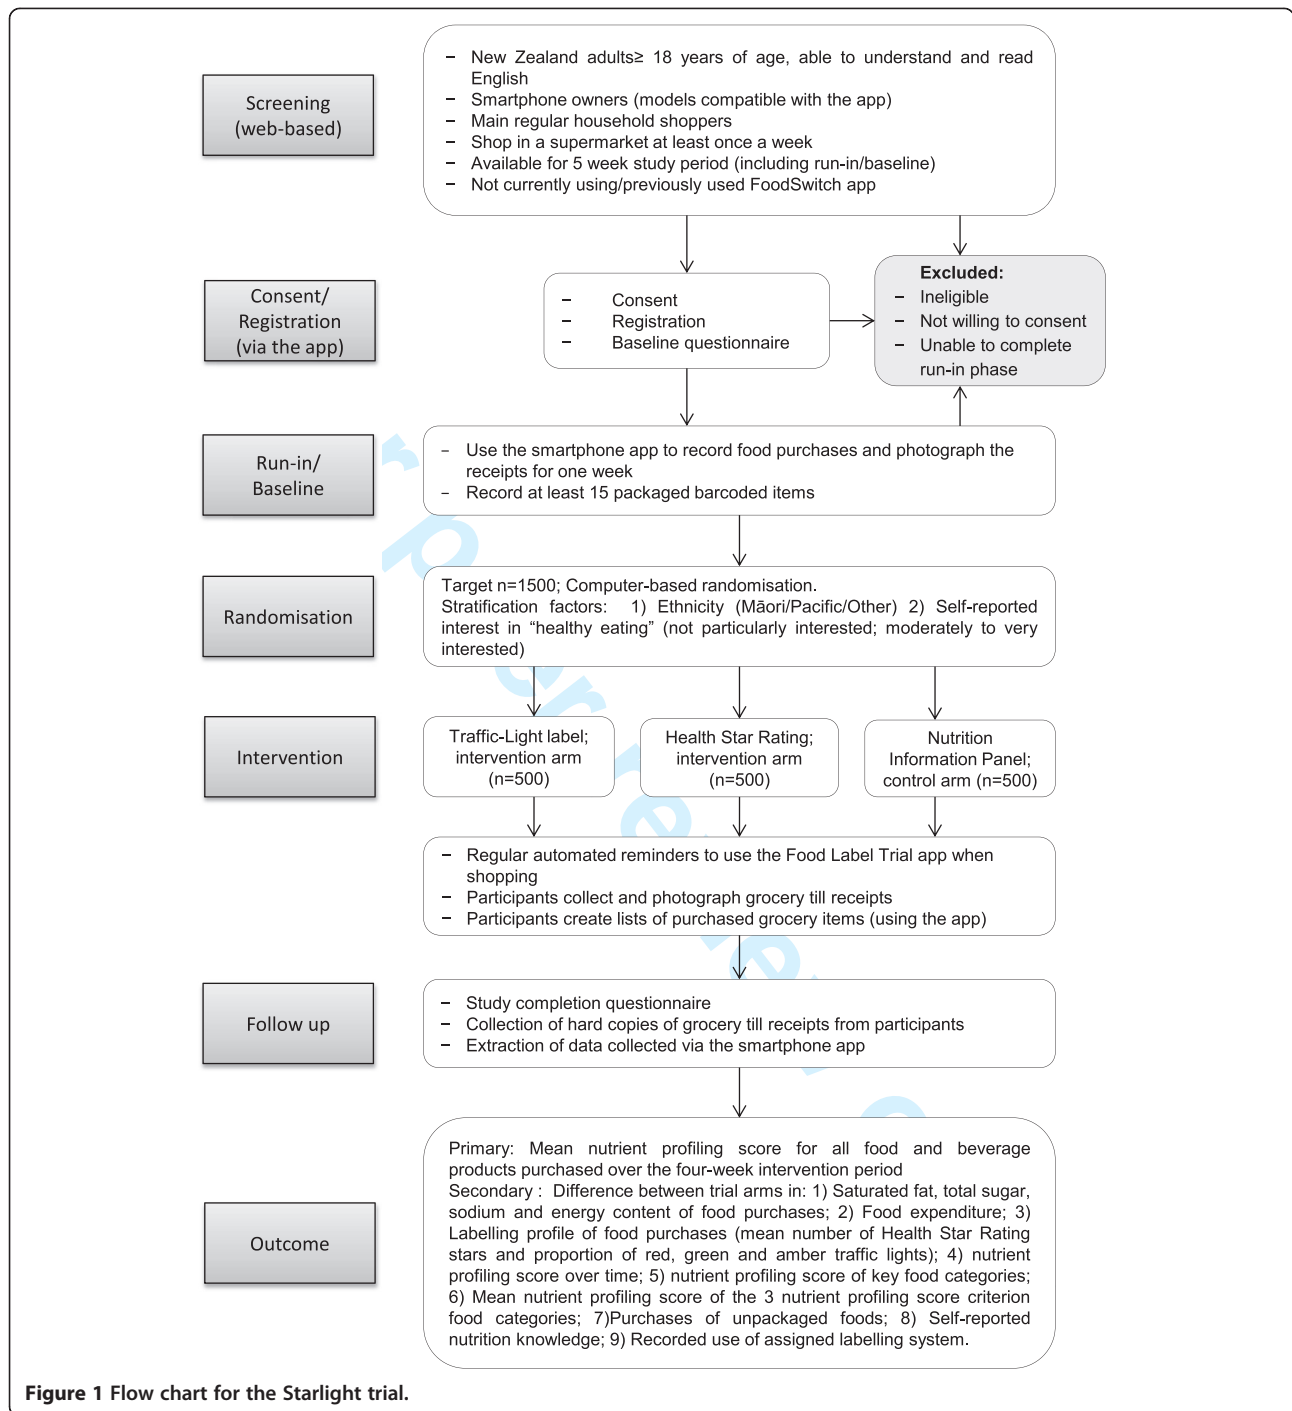 Screening
(web-based)
− New Zealand adults≥ 18 years of age, able to understand and read
English
− Smartphone owners (models compatible with the app)
− Main regular household shoppers
− Shop in a supermarket at least once a week
− Available for 5 week study period (including run-in/baseline)
− Not currently using/previously used FoodSwitch app
Consent/
Registration
(via the app)
− Consent
− Registration
− Baseline questionnaire
Excluded:
− Ineligible
− Not willing to consent
− Unable to complete
run-in phase
Run-in/
Baseline
− Use the smartphone app to record food purchases and photograph the
receipts for one week
− Record at least 15 packaged barcoded items
Randomisation
Target n=1500; Computer-based randomisation.
Stratification factors: 1) Ethnicity (Māori/Pacific/Other) 2) Self-reported
interest in “healthy eating” (not particularly interested; moderately to very
interested)
Intervention
Traffic-Light label;
intervention arm
(n=500)
Health Star Rating;
intervention arm
(n=500)
Nutrition
Information Panel;
control arm (n=500)
− Regular automated reminders to use the Food Label Trial app when
shopping
− Participants collect and photograph grocery till receipts
− Participants create lists of purchased grocery items (using the app)
Follow up
− Study completion questionnaire
− Collection of hard copies of grocery till receipts from participants
− Extraction of data collected via the smartphone app
Outcome
Primary: Mean nutrient profiling score for all food and beverage
products purchased over the four-week intervention period
Secondary : Difference between trial arms in: 1) Saturated fat, total sugar,
sodium and energy content of food purchases; 2) Food expenditure; 3)
Labelling profile of food purchases (mean number of Health Star Rating
stars and proportion of red, green and amber traffic lights); 4) nutrient
profiling score over time; 5) nutrient profiling score of key food categories;
6) Mean nutrient profiling score of the 3 nutrient profiling score criterion
food categories; 7)Purchases of unpackaged foods; 8) Self-reported
nutrition knowledge; 9) Recorded use of assigned labelling system.
Figure 1 Flow chart for the Starlight trial.